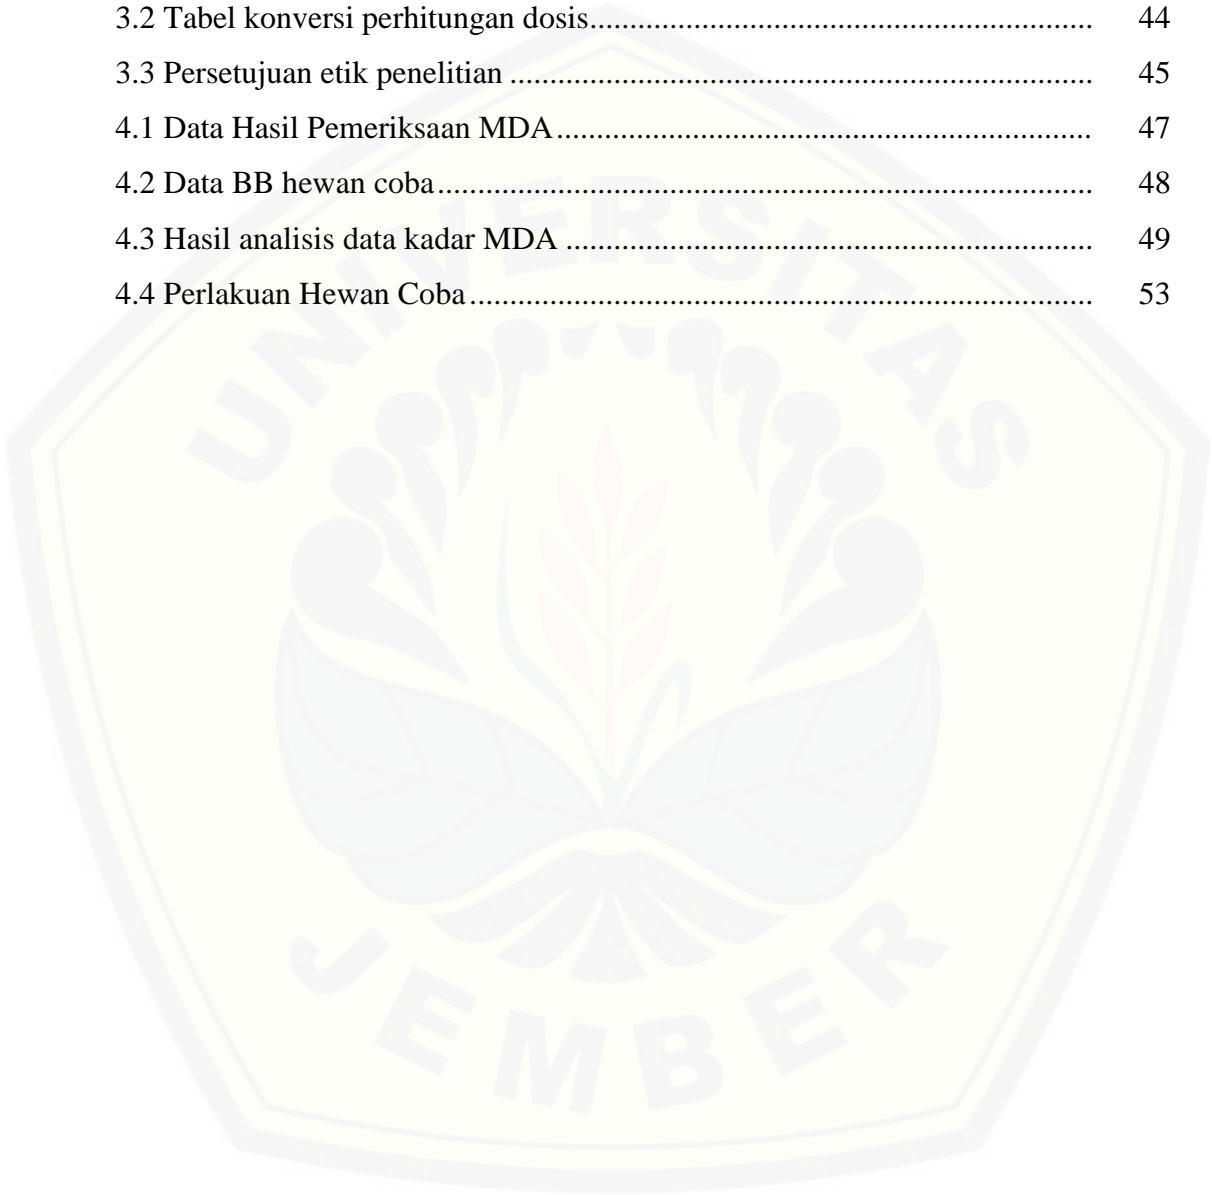 3.2 Tabel konversi perhitungan dosis.............................................................. 44
3.3 Persetujuan etik penelitian ........................................................................ 45
4.1 Data Hasil Pemeriksaan MDA.................................................................. 47
4.2 Data BB hewan coba................................................................................. 48
4.3 Hasil analisis data kadar MDA ................................................................. 49
4.4 Perlakuan Hewan Coba............................................................................. 53
UNIVERSITAS
JEMBER